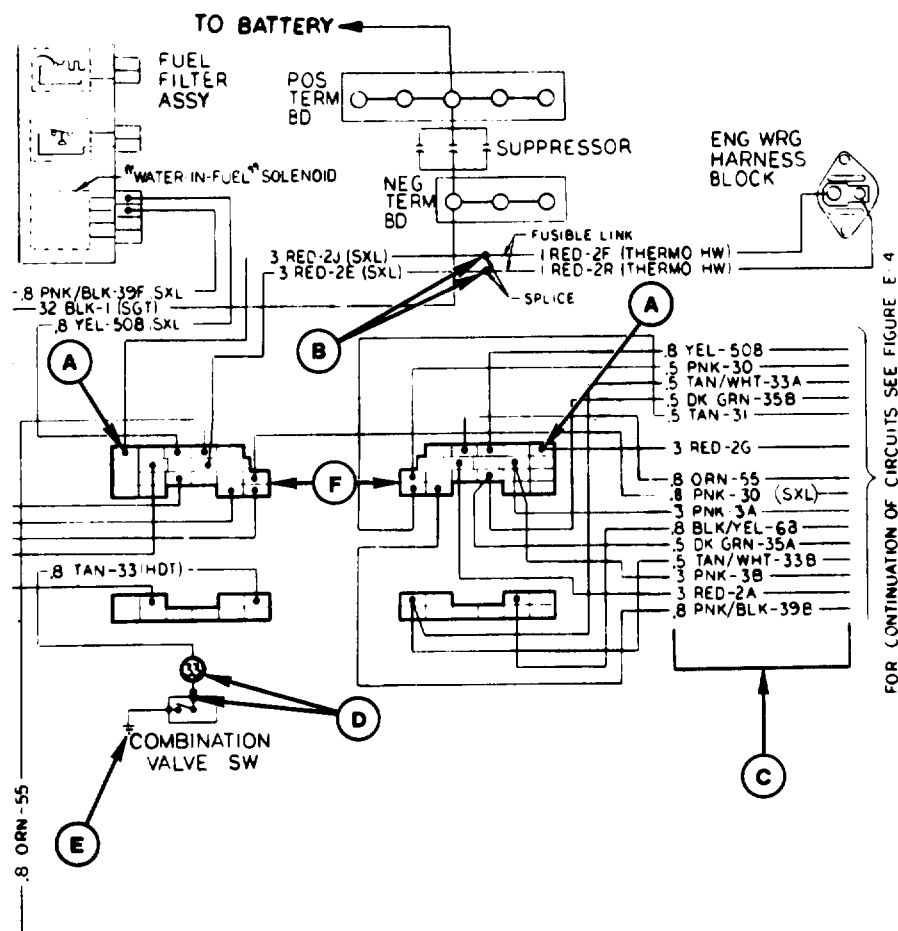 TO BATTERY
FUEL
FILTER
ASSY
POS
TERM
BD
SUPPRESSOR
ENG WRG
HARNESS
BLOCK
"WATER-IN-FUEL" SOLENOID
NEG
TERM
BD
FUSIBLE LINK
3 RED-2J (SXL)
1 RED-2F (THERMO HW)
3 RED-2E (SXL)
1 RED-2R (THERMO HW)
SPLICE
.8 PNK/BLK-39F SXL
32 BLK-1 (SGT)
.8 YEL-508 SXL
A
B
A
.8 YEL-508
.5 PNK-30
.5 TAN/WHT-33A
.5 DK GRN-35B
.5 TAN-31
3 RED-2G
F
.8 ORN-55
.8 PNK-30 (SXL)
3 PNK-3A
.8 BLK/YEL-68
.5 DK GRN-35A
.5 TAN/WHT-33B
3 PNK-3B
3 RED-2A
.8 PNK/BLK-39B
FOR CONTINUATION OF CIRCUITS SEE FIGURE E-4
.8 TAN-33 (HDT)
D
C
COMBINATION
VALVE SW
E
.8 ORN-55